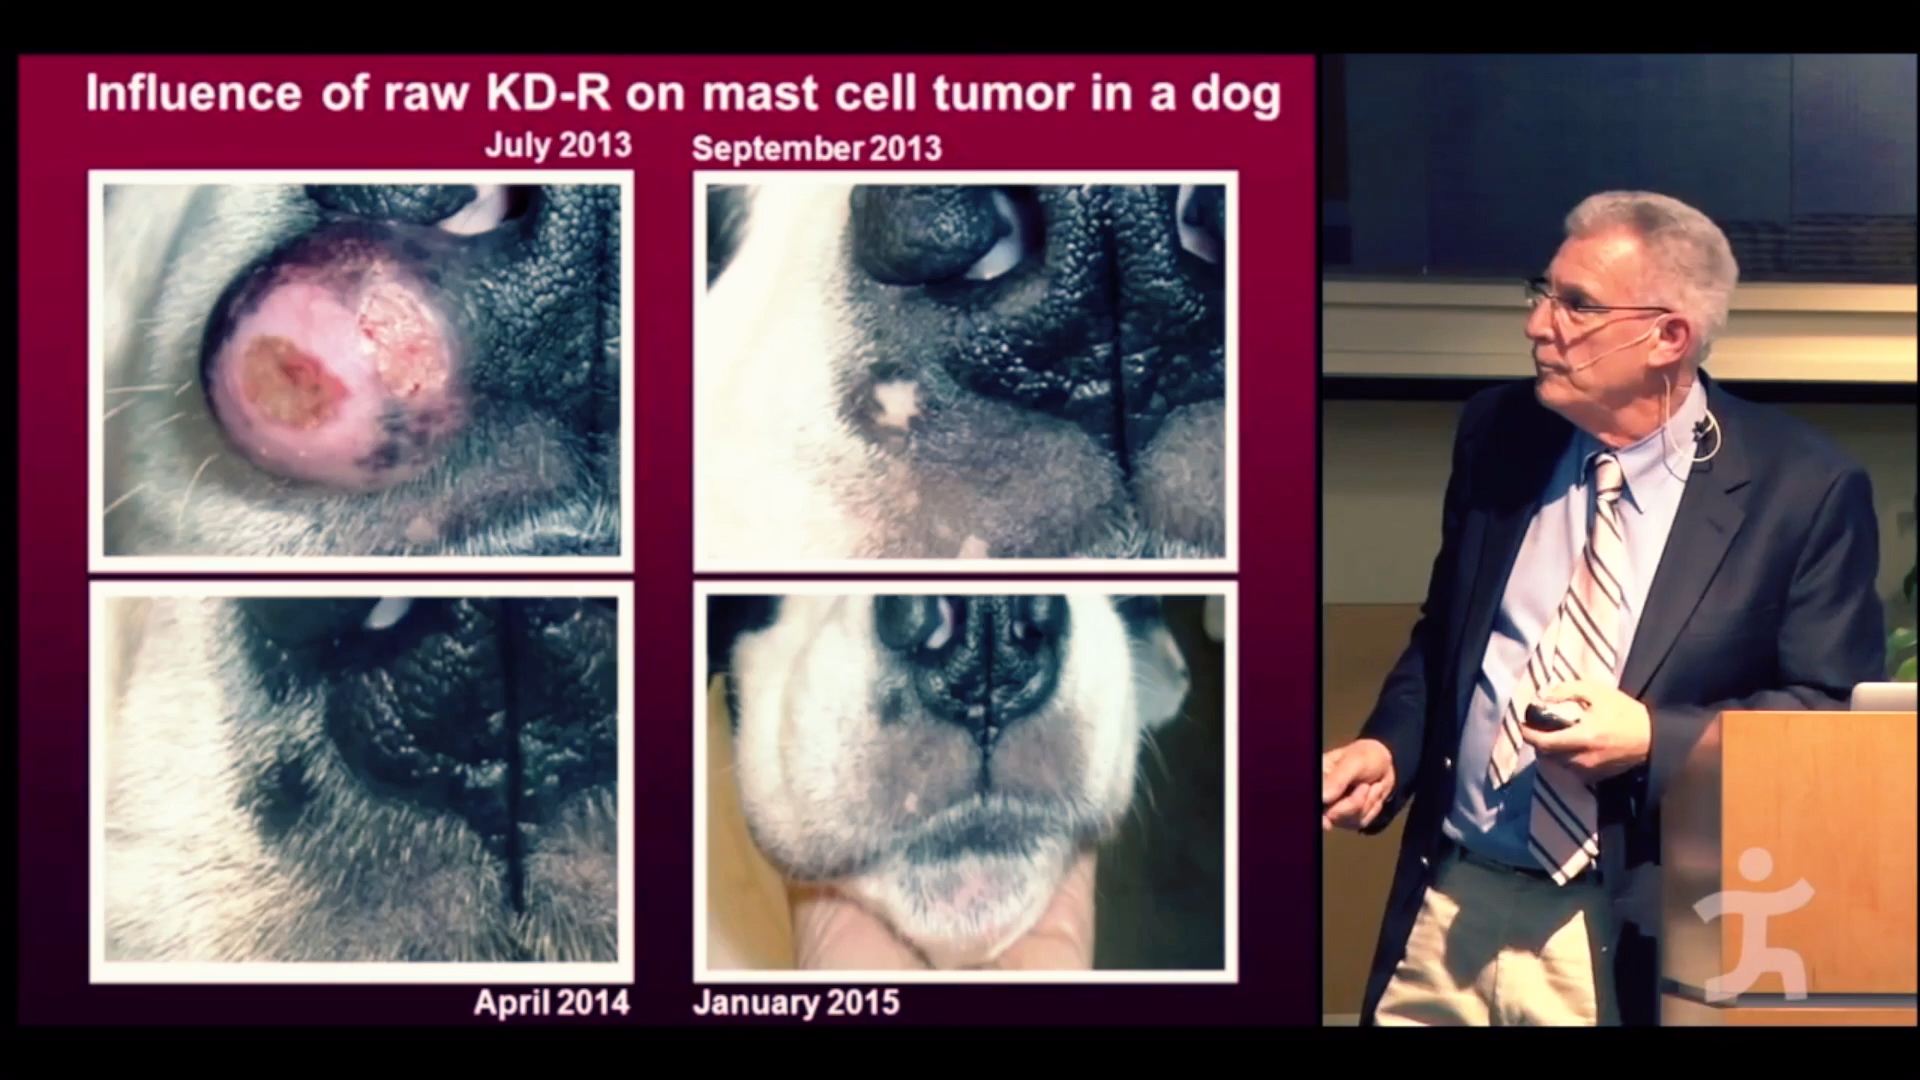 Influence of raw KD-R on mast cell tumor in a dog
July 2013
September 2013
April 2014
January 2015